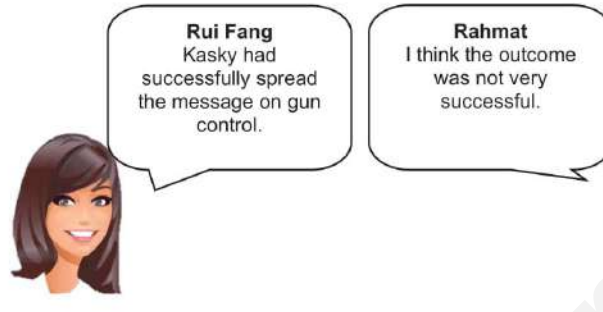 Rui Fang
Kasky had
successfully spread
the message on gun
control.
Rahmat
I think the outcome
was not very
successful.